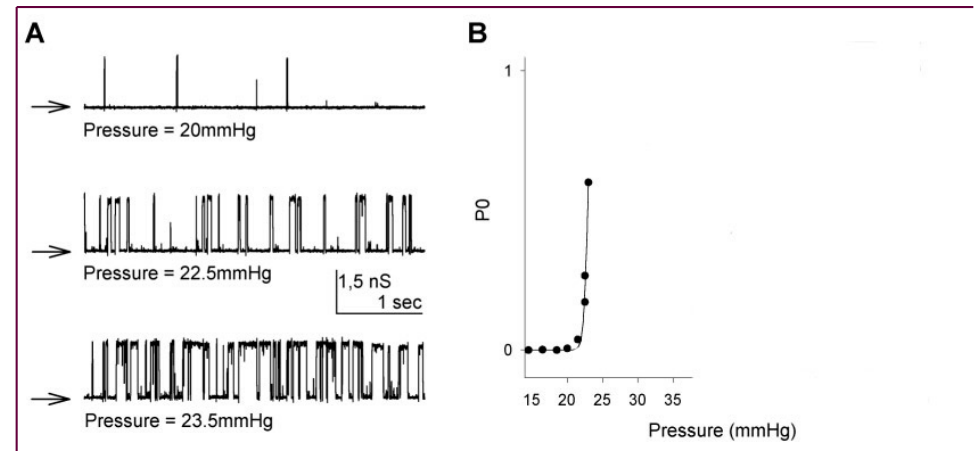 A
Pressure = 20mmHg
Pressure = 22.5mmHg
1,5 nS
1 sec
Pressure = 23.5mmHg
B
1
P0
0
15 20 25 30 35
Pressure (mmHg)